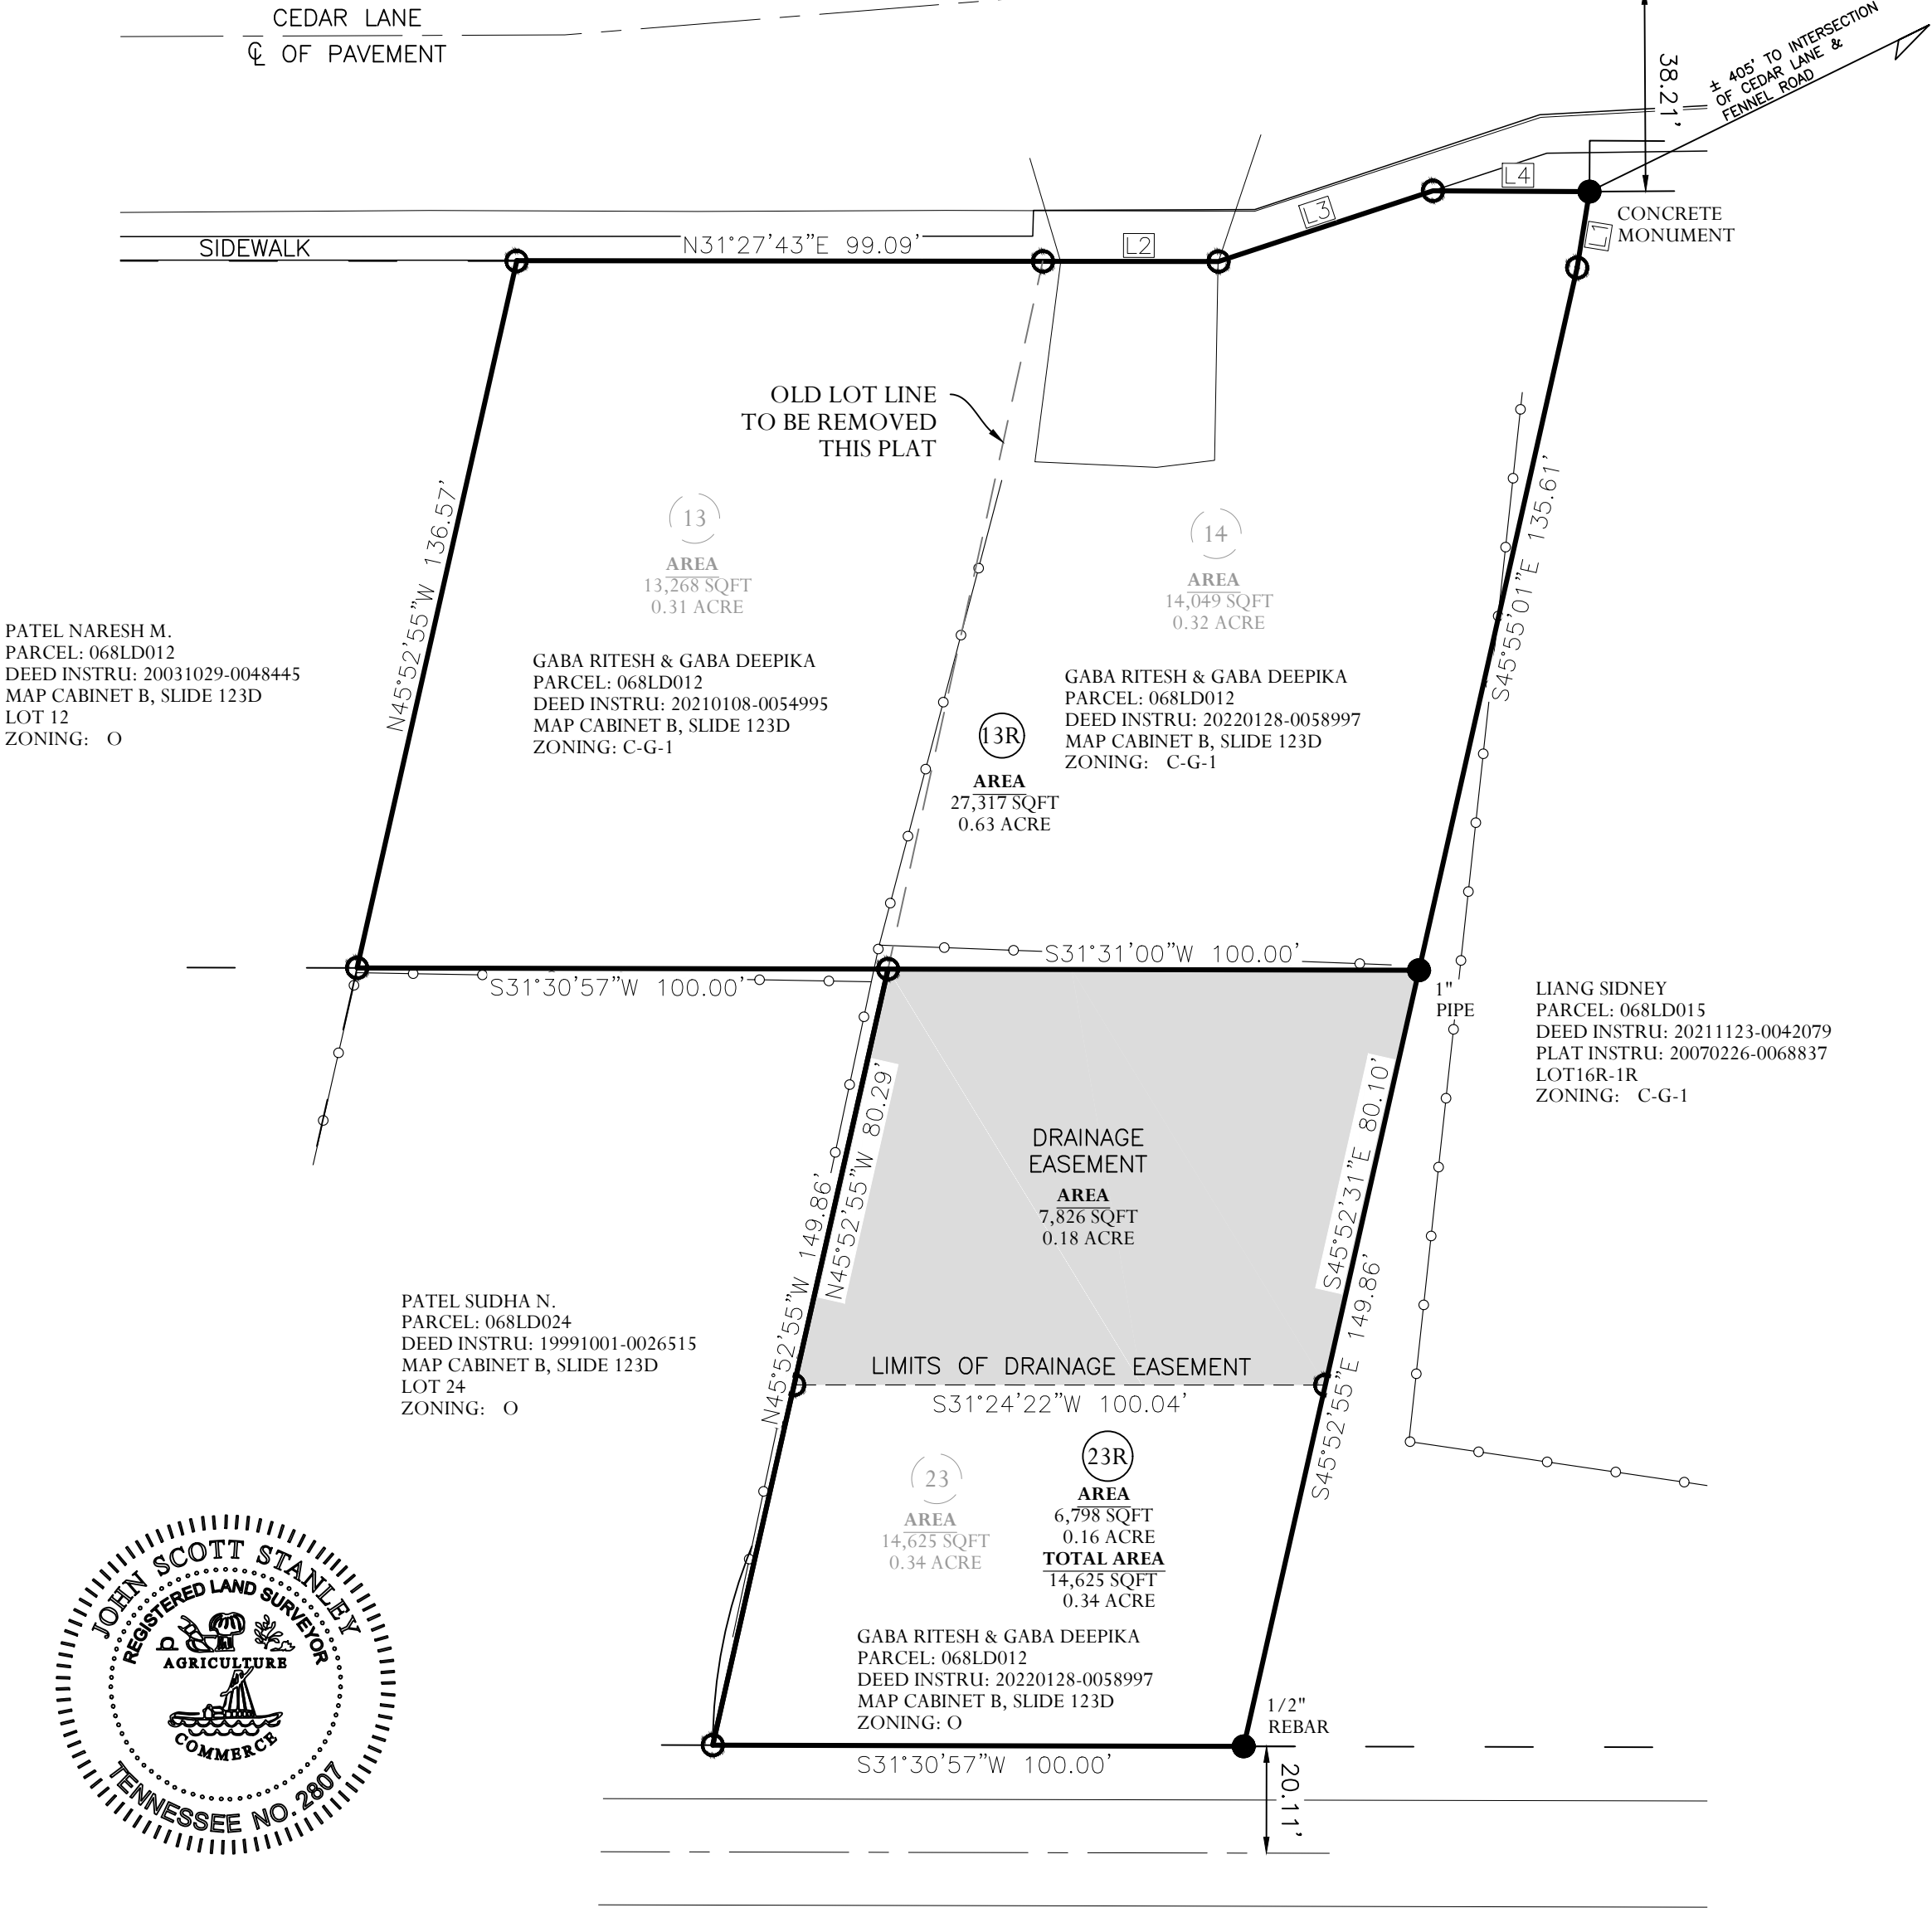 CEDAR LANE
℄ OF PAVEMENT
± 405' TO INTERSECTION
OF CEDAR LANE &
FENNEL ROAD
38.21'
L4
L3
L1
CONCRETE
MONUMENT
SIDEWALK
N31°27'43"E 99.09'
L2
OLD LOT LINE
TO BE REMOVED
THIS PLAT
N45°52'55"W 136.57'
13
AREA
13,268 SQFT
0.31 ACRE
14
AREA
14,049 SQFT
0.32 ACRE
S45°55'01"E 135.61'
PATEL NARESH M.
PARCEL: 068LD012
DEED INSTRU: 20031029-0048445
MAP CABINET B, SLIDE 123D
LOT 12
ZONING: O
GABA RITESH & GABA DEEPIKA
PARCEL: 068LD012
DEED INSTRU: 20210108-0054995
MAP CABINET B, SLIDE 123D
ZONING: C-G-1
GABA RITESH & GABA DEEPIKA
PARCEL: 068LD012
DEED INSTRU: 20220128-0058997
MAP CABINET B, SLIDE 123D
ZONING: C-G-1
13R
AREA
27,317 SQFT
0.63 ACRE
S31°31'00"W 100.00'
S31°30'57"W 100.00'
1"
PIPE
LIANG SIDNEY
PARCEL: 068LD015
DEED INSTRU: 20211123-0042079
PLAT INSTRU: 20070226-0068837
LOT16R-1R
ZONING: C-G-1
N45°52'55"W 149.86'
N45°52'55"W 80.29'
DRAINAGE
EASEMENT
AREA
7,826 SQFT
0.18 ACRE
S45°52'31"E 80.10'
S45°52'55"E 149.86'
PATEL SUDHA N.
PARCEL: 068LD024
DEED INSTRU: 19991001-0026515
MAP CABINET B, SLIDE 123D
LOT 24
ZONING: O
LIMITS OF DRAINAGE EASEMENT
S31°24'22"W 100.04'
23
AREA
14,625 SQFT
0.34 ACRE
23R
AREA
6,798 SQFT
0.16 ACRE
TOTAL AREA
14,625 SQFT
0.34 ACRE
GABA RITESH & GABA DEEPIKA
PARCEL: 068LD012
DEED INSTRU: 20220128-0058997
MAP CABINET B, SLIDE 123D
ZONING: O
1/2"
REBAR
S31°30'57"W 100.00'
20.11'
JOHN SCOTT STANLEY
REGISTERED LAND SURVEYOR
AGRICULTURE
COMMERCE
TENNESSEE NO. 2807